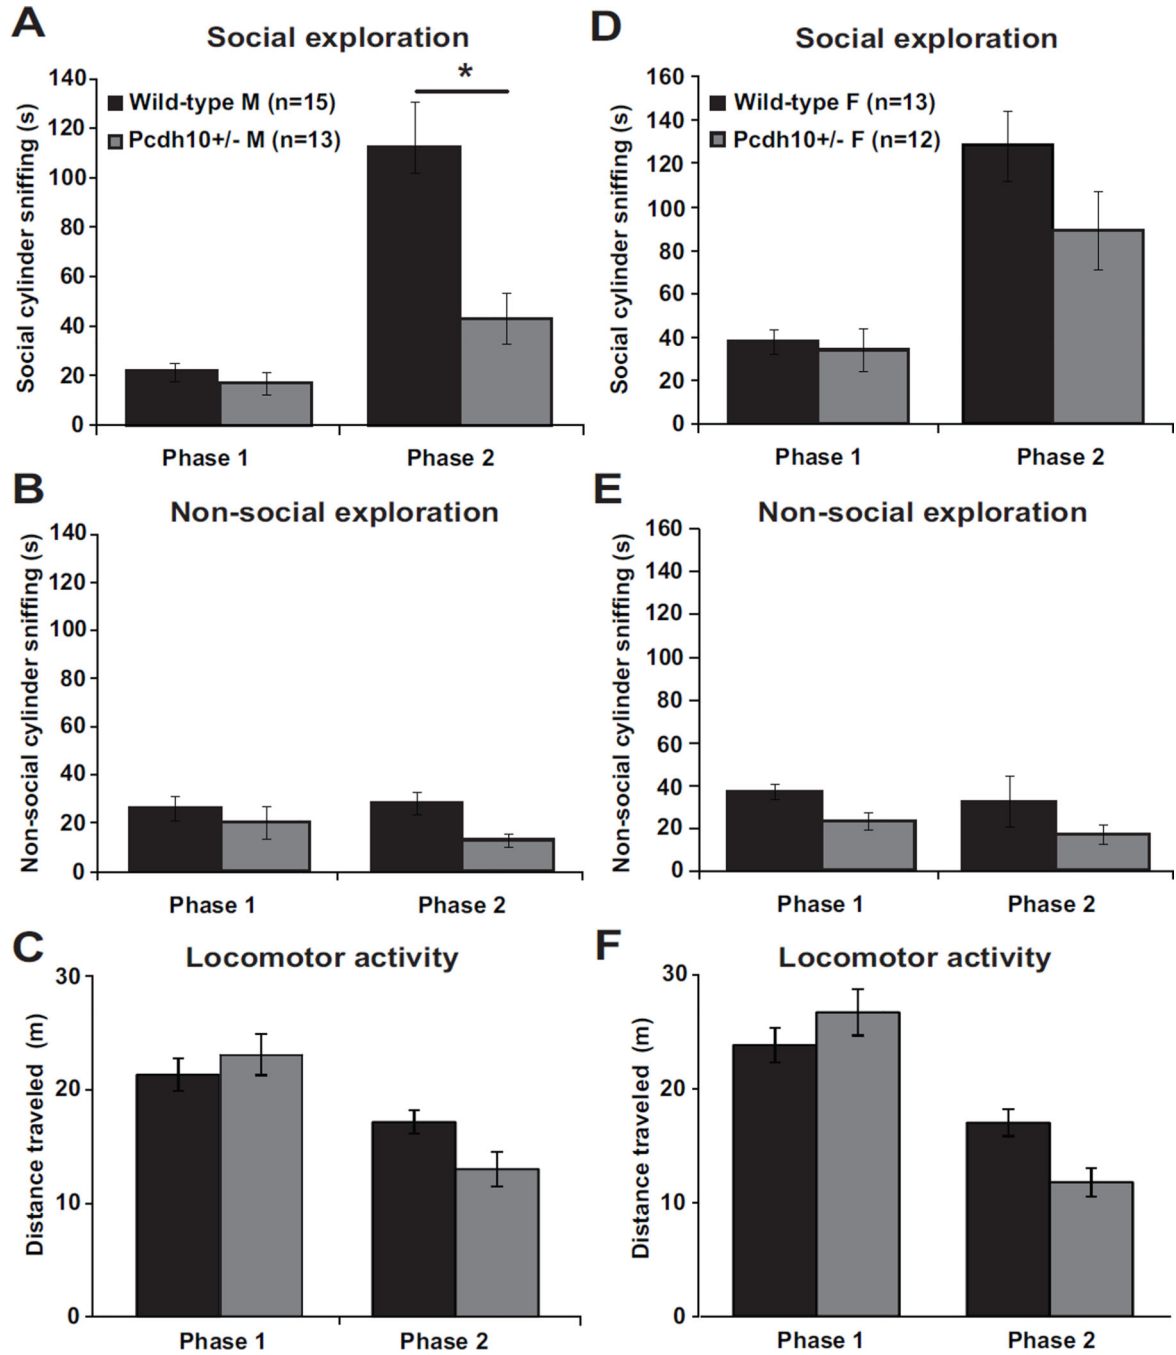 A
Social exploration
Social cylinder sniffing (s)
140
120
100
80
60
40
20
0
Wild-type M (n=15)
Pcdh10+/- M (n=13)
*
Phase 1
Phase 2
D
Social exploration
Social cylinder sniffing (s)
160
140
120
100
80
60
40
20
0
Wild-type F (n=13)
Pcdh10+/- F (n=12)
Phase 1
Phase 2
B
Non-social exploration
Non-social cylinder sniffing (s)
140
120
100
80
60
40
20
0
Phase 1
Phase 2
E
Non-social exploration
Non-social cylinder sniffing (s)
160
140
120
100
80
60
40
20
0
Phase 1
Phase 2
C
Locomotor activity
Distance traveled (m)
30
20
10
0
Phase 1
Phase 2
F
Locomotor activity
Distance traveled (m)
30
20
10
0
Phase 1
Phase 2